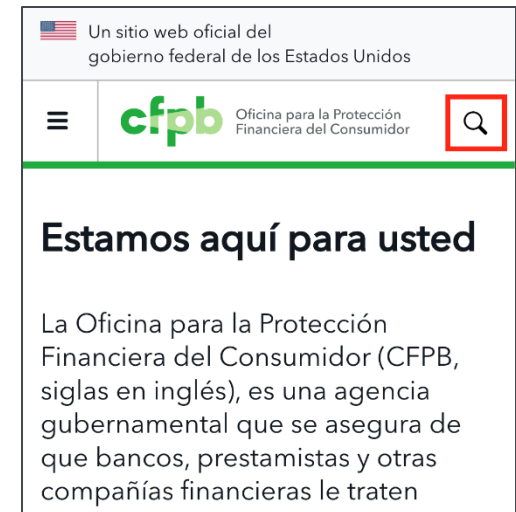 Un sitio web oficial del
gobierno federal de los Estados Unidos
cfpb
Oficina para la Protección
Financiera del Consumidor
Estamos aquí para usted
La Oficina para la Protección
Financiera del Consumidor (CFPB,
siglas en inglés), es una agencia
gubernamental que se asegura de
que bancos, prestamistas y otras
compañías financieras le traten